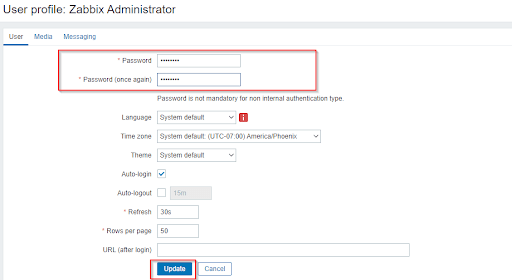 User profile: Zabbix Administrator
User Media Messaging
* Password ••••••••
* Password (once again) ••••••••
Password is not mandatory for non internal authentication type.
Language System default
Time zone System default: (UTC-07:00) America/Phoenix
Theme System default
Auto-login
Auto-logout 15m
* Refresh 30s
* Rows per page 50
URL (after login)
Update Cancel